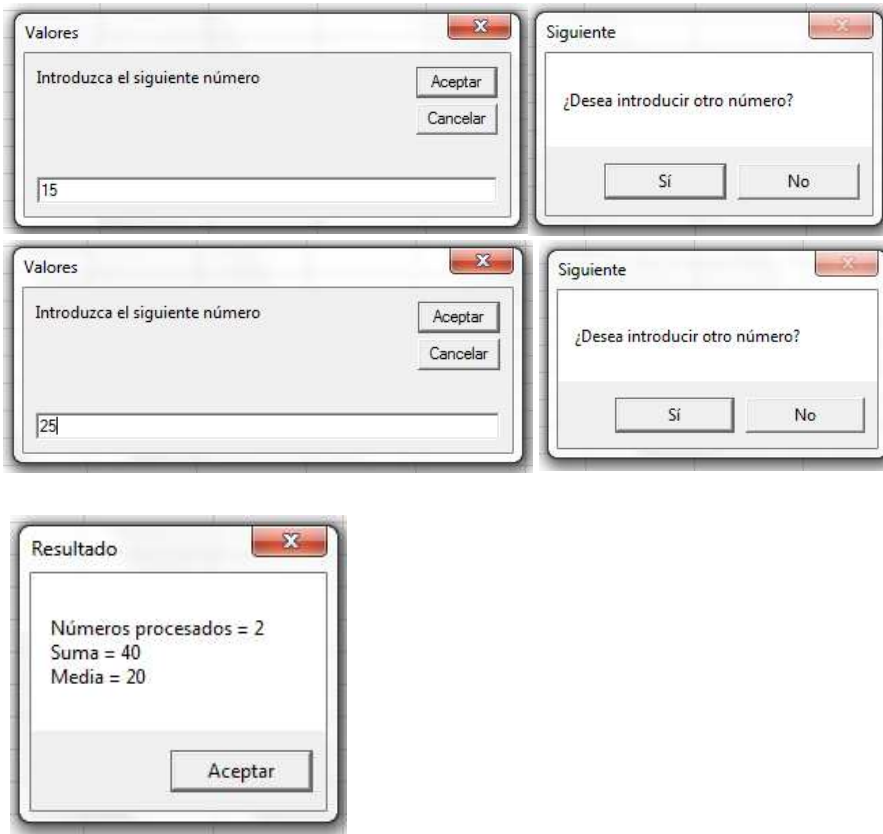 Valores
Introduzca el siguiente número
Aceptar
Cancelar
15
Siguiente
¿Desea introducir otro número?
Sí No
Valores
Introduzca el siguiente número
Aceptar
Cancelar
25
Siguiente
¿Desea introducir otro número?
Sí No
Resultado
Números procesados = 2
Suma = 40
Media = 20
Aceptar